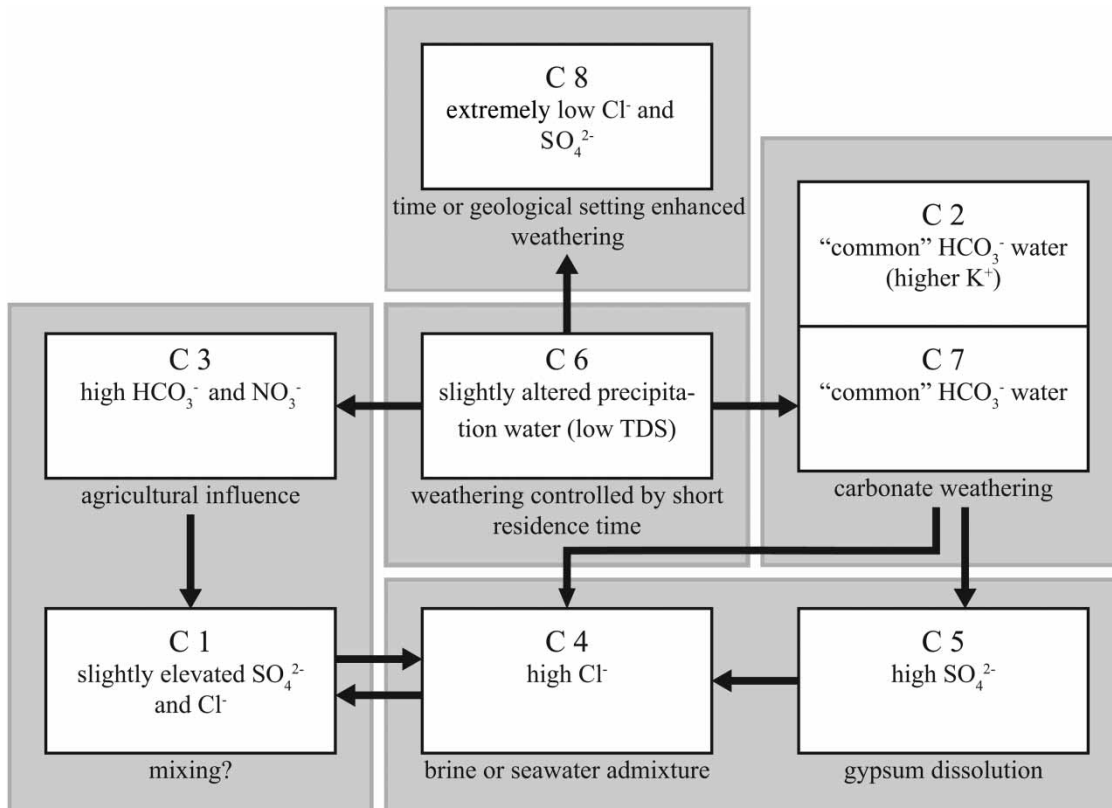 C 8
extremely low Cl⁻ and
SO₄²⁻
time or geological setting enhanced
weathering
C 2
“common” HCO₃⁻ water
(higher K⁺)
C 7
“common” HCO₃⁻ water
carbonate weathering
C 3
high HCO₃⁻ and NO₃⁻
agricultural influence
C 6
slightly altered precipita-
tion water (low TDS)
weathering controlled by short
residence time
C 1
slightly elevated SO₄²⁻
and Cl⁻
mixing?
C 4
high Cl⁻
brine or seawater admixture
C 5
high SO₄²⁻
gypsum dissolution